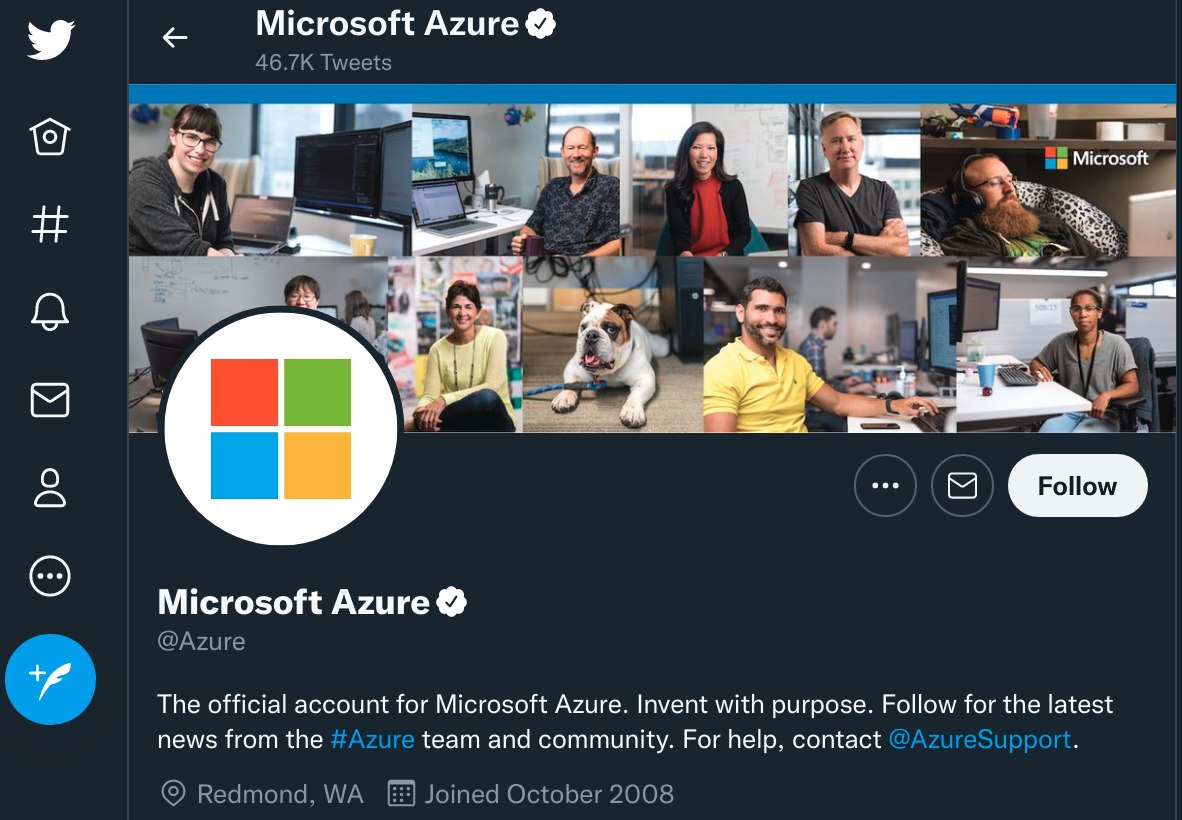 Microsoft Azure
46.7K Tweets
Microsoft
Follow
Microsoft Azure
@Azure
The official account for Microsoft Azure. Invent with purpose. Follow for the latest
news from the #Azure team and community. For help, contact @AzureSupport.
Redmond, WA Joined October 2008